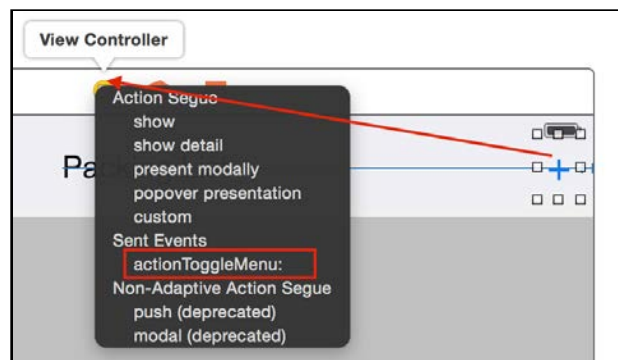 View Controller
Action Segue
show
show detail
Pa
present modally
popover presentation
custom
Sent Events
actionToggleMenu:
Non-Adaptive Action Segue
push (deprecated)
modal (deprecated)